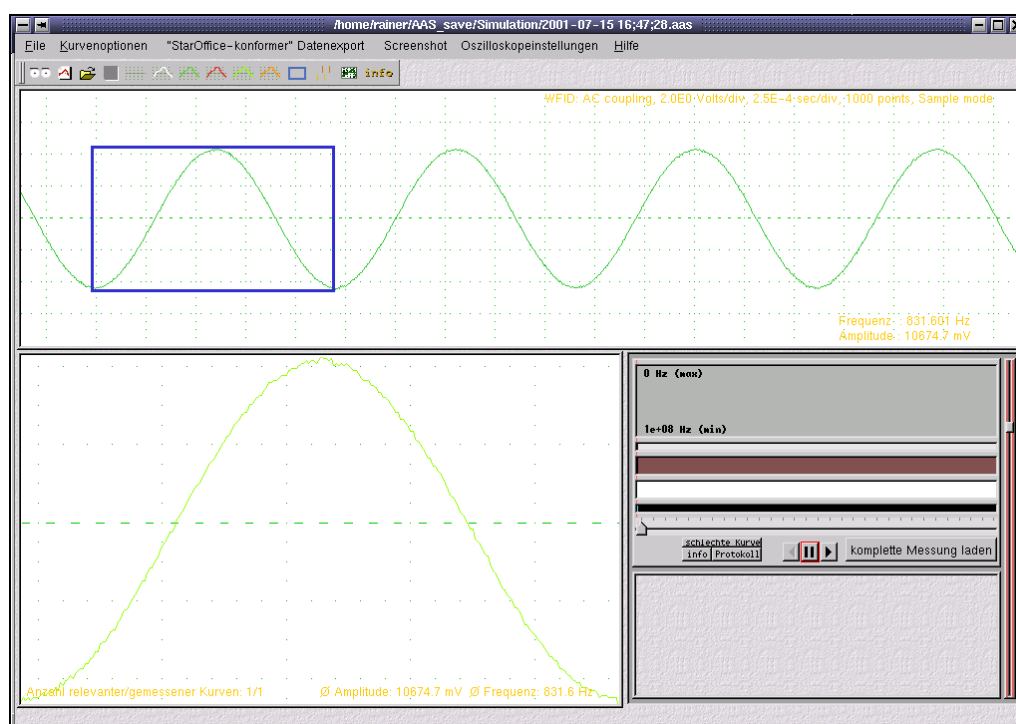 /home/rainer/AAS_save/Simulation/2001-07-15 16;47;28.aas
File Kurvenoptionen "StarOffice-konformer" Datenexport Screenshot Oszilloskopeinstellungen Hilfe
info
WFID: AC coupling, 2.0E0 Volts/div, 2.5E-4 sec/div, 1000 points, Sample mode
Frequenz : 831.601 Hz
Amplitude : 10674.7 mV
0 Hz (max)
1e+08 Hz (min)
schlechte Kurve
info Protokoll
komplette Messung laden
Anzahl relevanter/gemessener Kurven: 1/1 Ø Amplitude: 10674.7 mV Ø Frequenz: 831.6 Hz